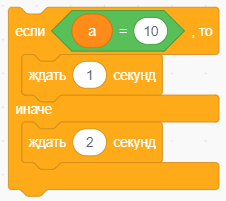 если a = 10 , то
ждать 1 секунд
иначе
ждать 2 секунд